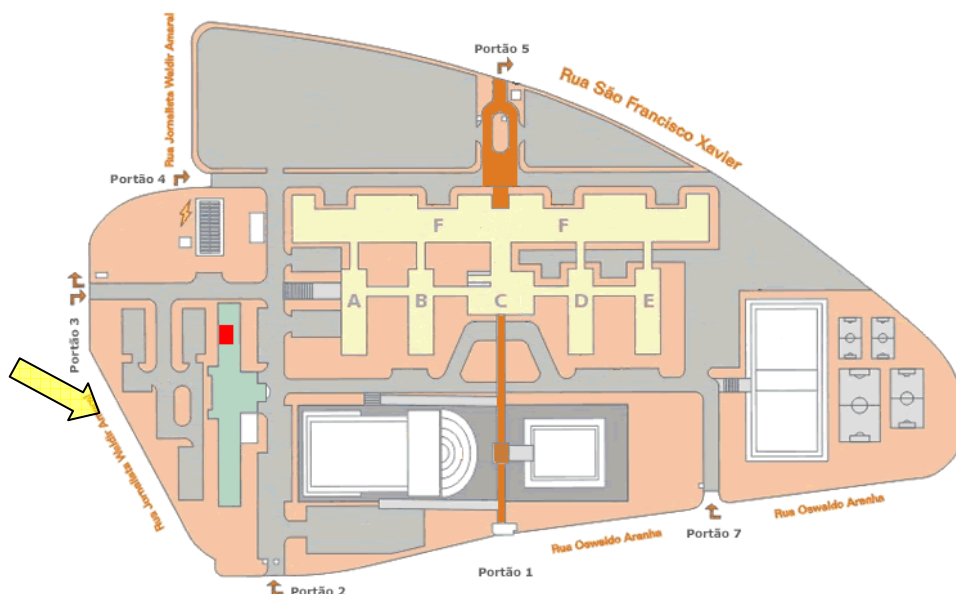 Rua Jornalista Waldir Amaral
Portão 5
Rua São Francisco Xavier
Portão 4
F
F
A
B
C
D
E
Portão 3
Rua Jornalista Waldir Amaral
Rua Oswaldo Aranha
Rua Oswaldo Aranha
Portão 7
Portão 1
Portão 2